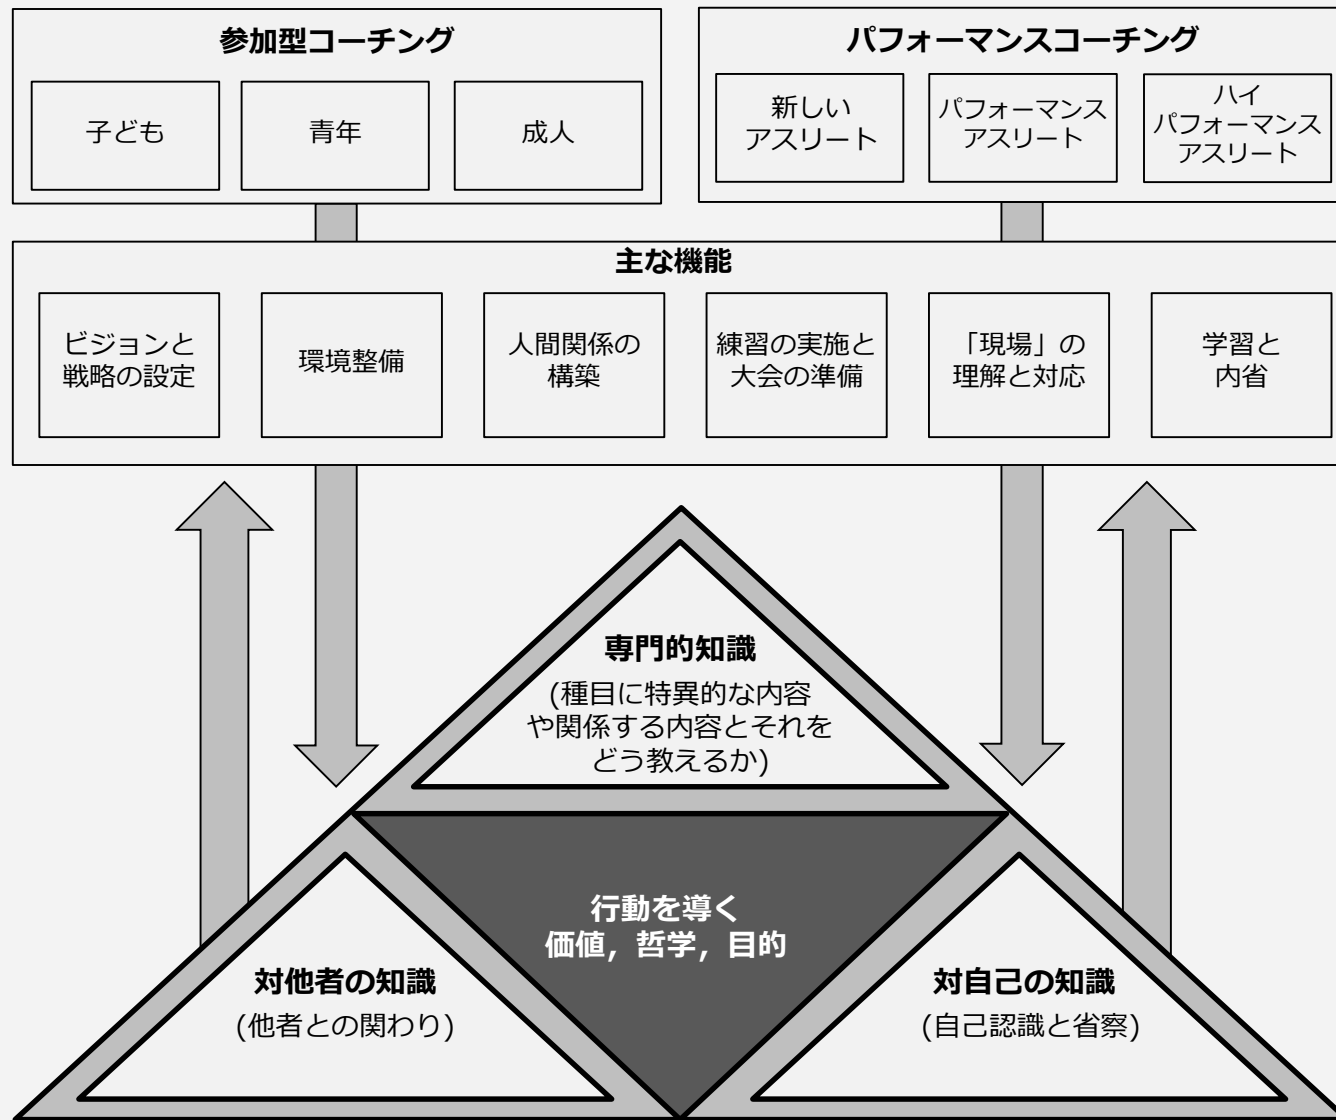 参加型コーチング
子ども
青年
成人
パフォーマンスコーチング
新しい
アスリート
パフォーマンス
アスリート
ハイ
パフォーマンス
アスリート
主な機能
ビジョンと
戦略の設定
環境整備
人間関係の
構築
練習の実施と
大会の準備
「現場」の
理解と対応
学習と
内省
専門的知識
(種目に特異的な内容
や関係する内容とそれを
どう教えるか)
行動を導く
価値，哲学，目的
対他者の知識
(他者との関わり)
対自己の知識
(自己認識と省察)